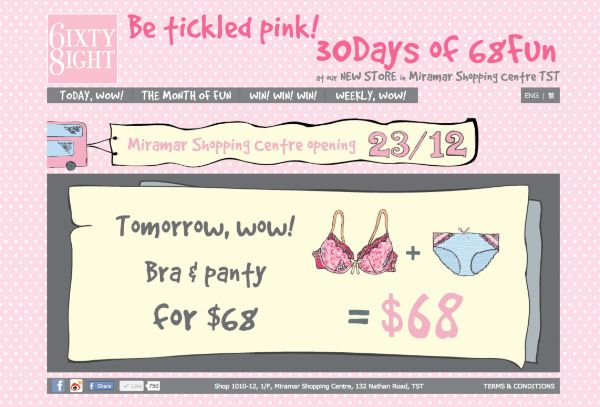 6IXTY
8IGHT
Be tickled pink!
30Days of 68Fun
at our NEW STORE in Miramar Shopping Centre TST
TODAY, WOW! | THE MONTH OF FUN | WIN! WIN! WIN! | WEEKLY, WOW!
ENG | 繁
Miramar Shopping Centre opening 23/12
Tomorrow, wow!
Bra & panty
for $68
+
= $68
f Share Like 750
Shop 1010-12, 1/F, Miramar Shopping Centre, 132 Nathan Road, TST
TERMS & CONDITIONS